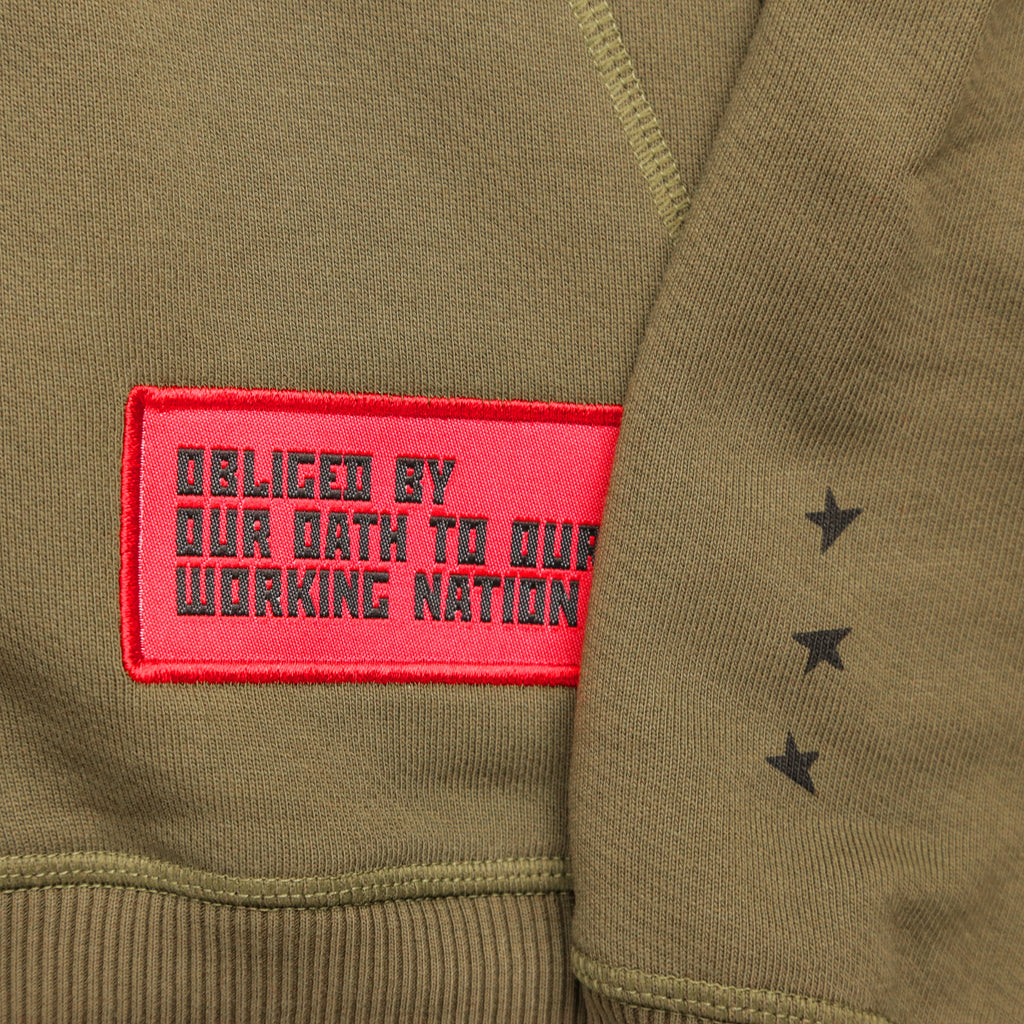 OBLIGED BY
OUR OATH TO OUR
WORKING NATION